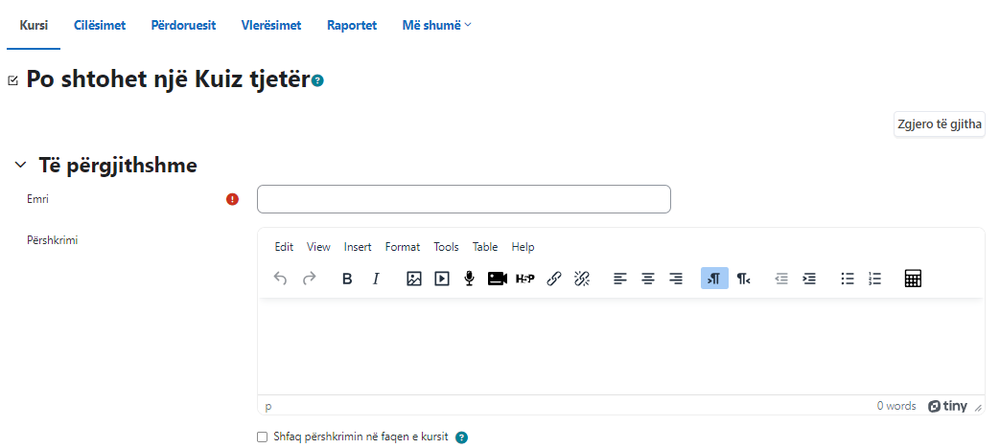 Kursi Cilësimet Përdoruesit Vlerësimet Raportet Më shumë
Po shtohet një Kuiz tjetër ?
Zgjero të gjitha
Të përgjithshme
Emri
Përshkrimi
Edit View Insert Format Tools Table Help
B I H5P
p 0 words tiny
Shfaq përshkrimin në faqen e kursit ?